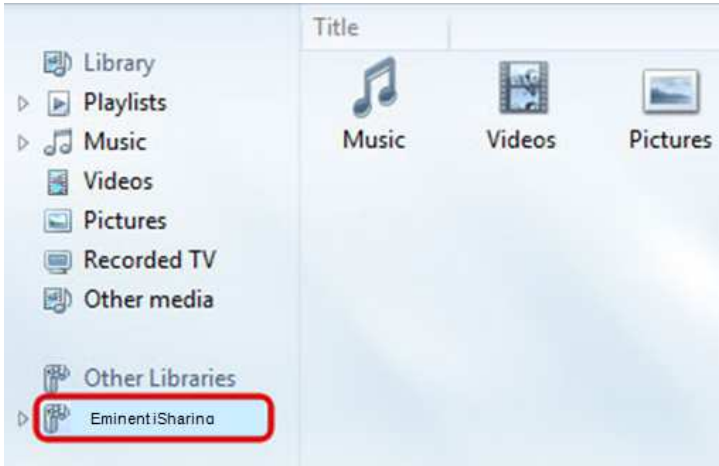 Title
Library
Playlists
Music
Videos
Pictures
Recorded TV
Other media
Other Libraries
EminentiSharing
Music
Videos
Pictures